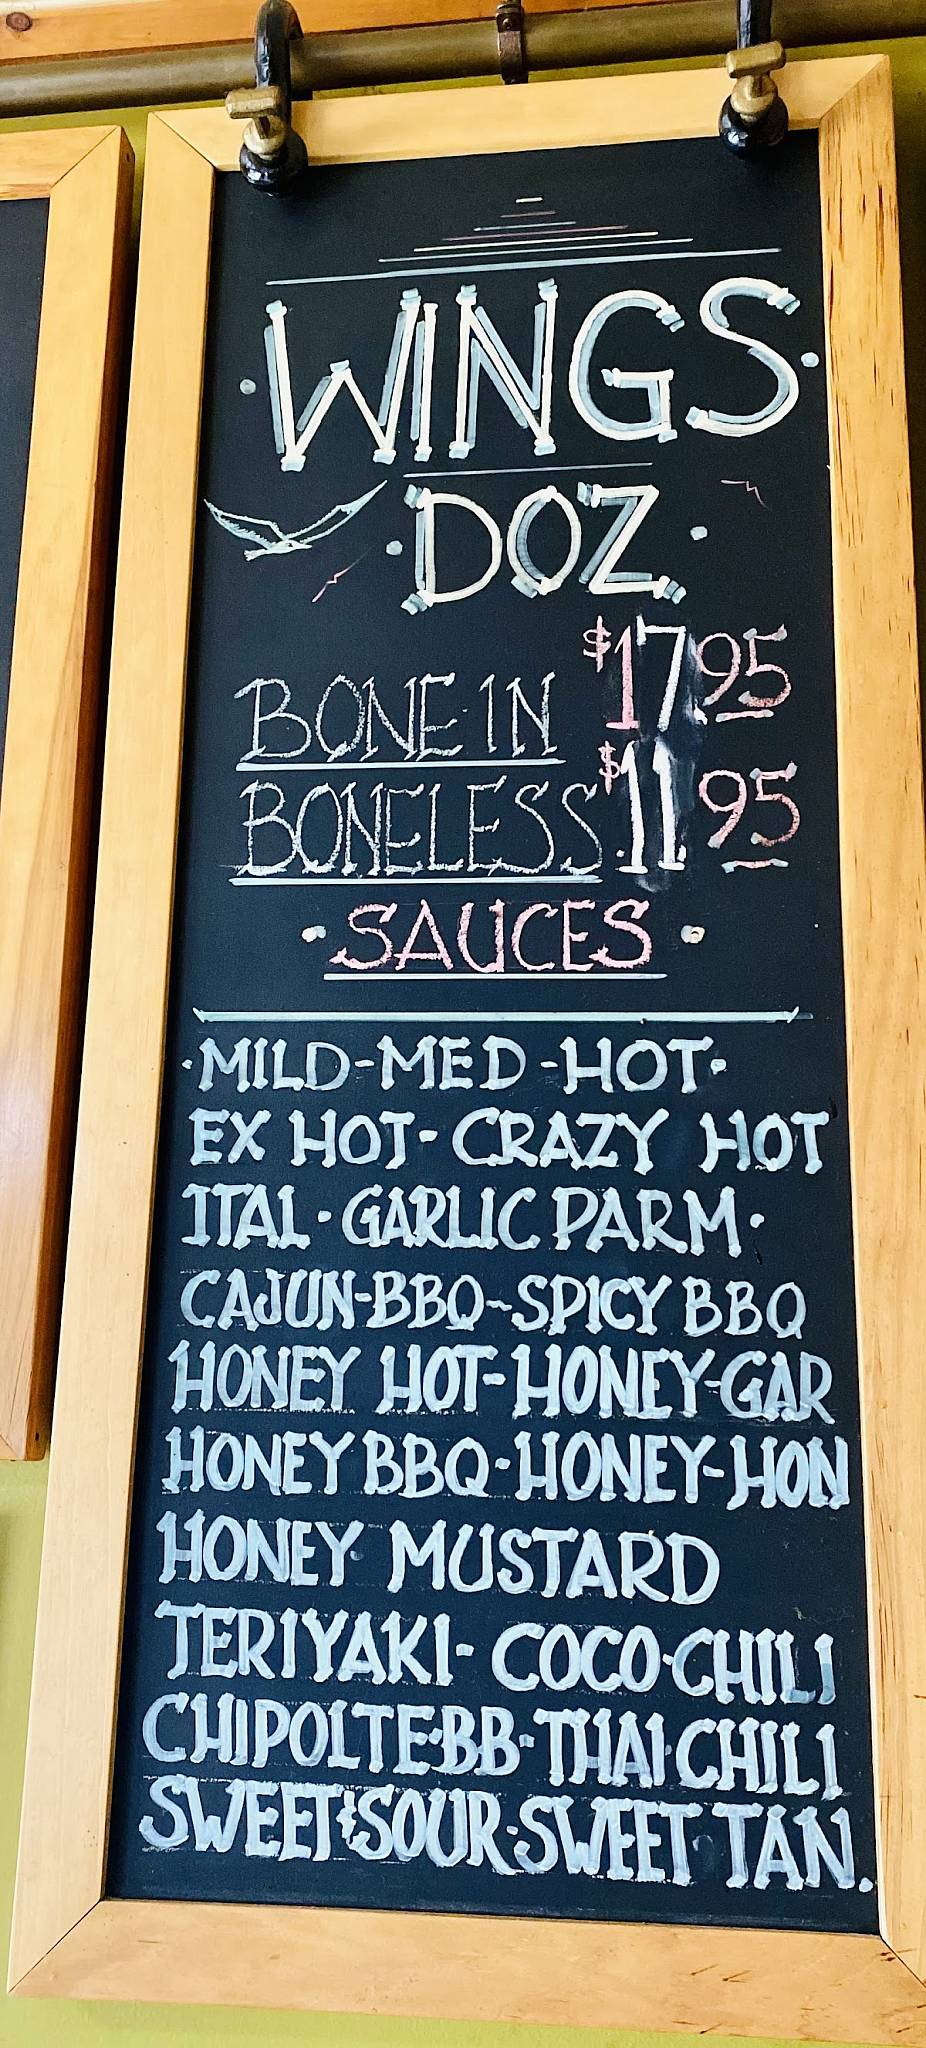 WINGS
DOZ
BONE IN $17.95
BONELESS $11.95
SAUCES
MILD-MED-HOT
EX HOT-CRAZY HOT
ITAL·GARLIC PARM·
CAJUN-BBQ-SPICY BBQ
HONEY HOT-HONEY-GAR
HONEY BBQ-HONEY-HON
HONEY MUSTARD
TERIYAKI-COCO-CHILI
CHIPOLTE·BB·THAI·CHILI
SWEET&SOUR·SWEET TAN.